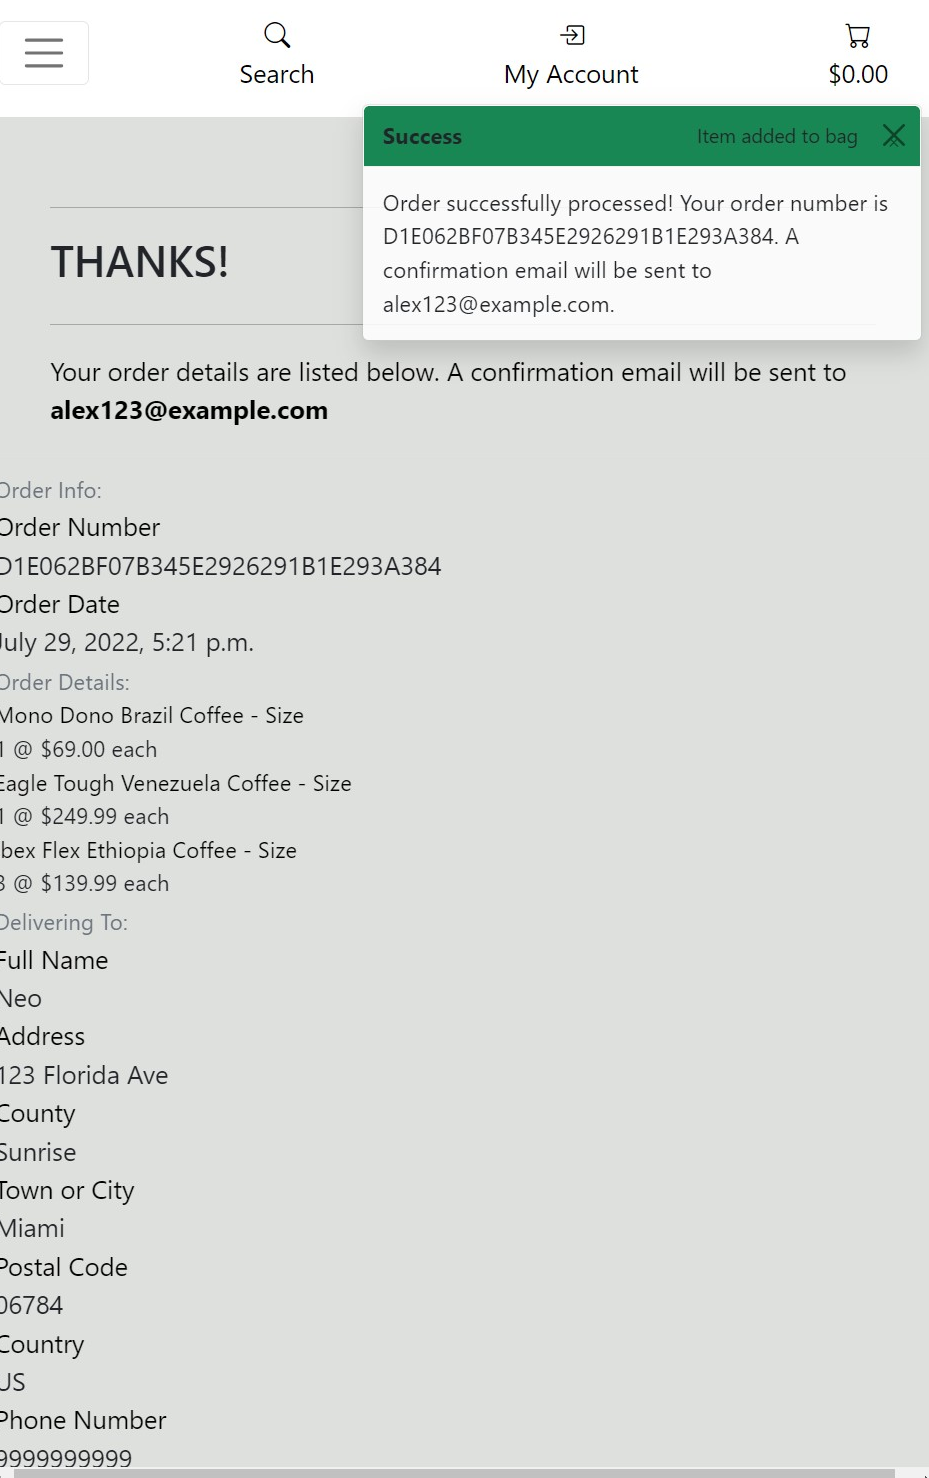 Search
My Account
$0.00
Success
Item added to bag
Order successfully processed! Your order number is
D1E062BF07B345E2926291B1E293A384. A
confirmation email will be sent to
alex123@example.com.
THANKS!
Your order details are listed below. A confirmation email will be sent to
alex123@example.com
Order Info:
Order Number
D1E062BF07B345E2926291B1E293A384
Order Date
July 29, 2022, 5:21 p.m.
Order Details:
Mono Dono Brazil Coffee - Size
1 @ $69.00 each
Eagle Tough Venezuela Coffee - Size
1 @ $249.99 each
Ibex Flex Ethiopia Coffee - Size
3 @ $139.99 each
Delivering To:
Full Name
Neo
Address
123 Florida Ave
County
Sunrise
Town or City
Miami
Postal Code
06784
Country
US
Phone Number
9999999999